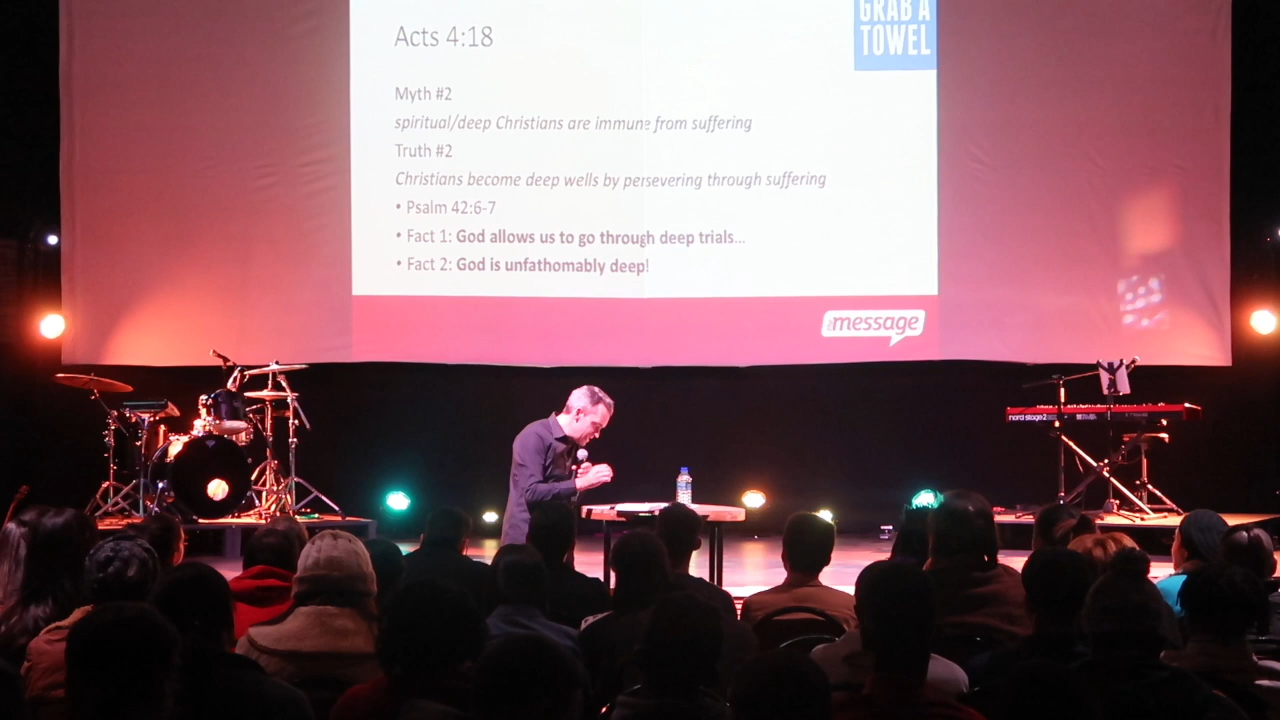 GRAB A
TOWEL
Acts 4:18
Myth #2
spiritual/deep Christians are immune from suffering
Truth #2
Christians become deep wells by persevering through suffering
• Psalm 42:6-7
• Fact 1: God allows us to go through deep trials…
• Fact 2: God is unfathomably deep!
the message
nord stage 2